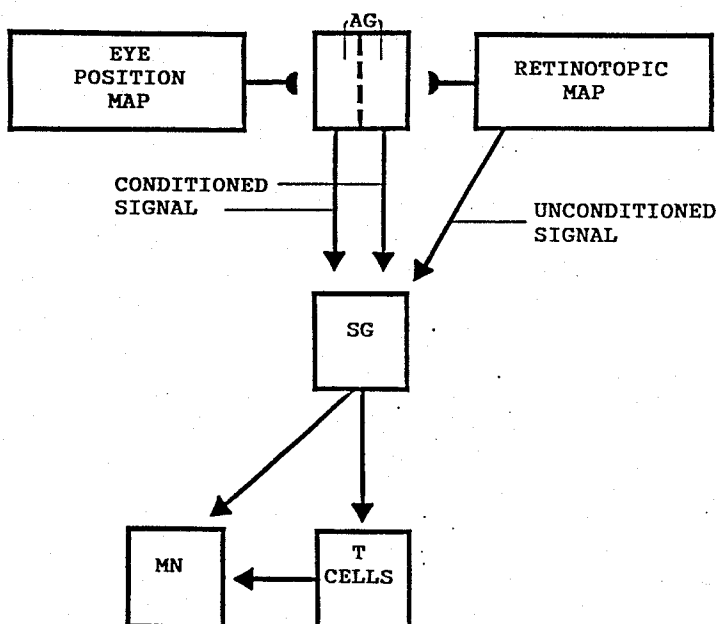 AG
EYE
POSITION
MAP
RETINOTOPIC
MAP
CONDITIONED
SIGNAL
UNCONDITIONED
SIGNAL
SG
MN
T
CELLS